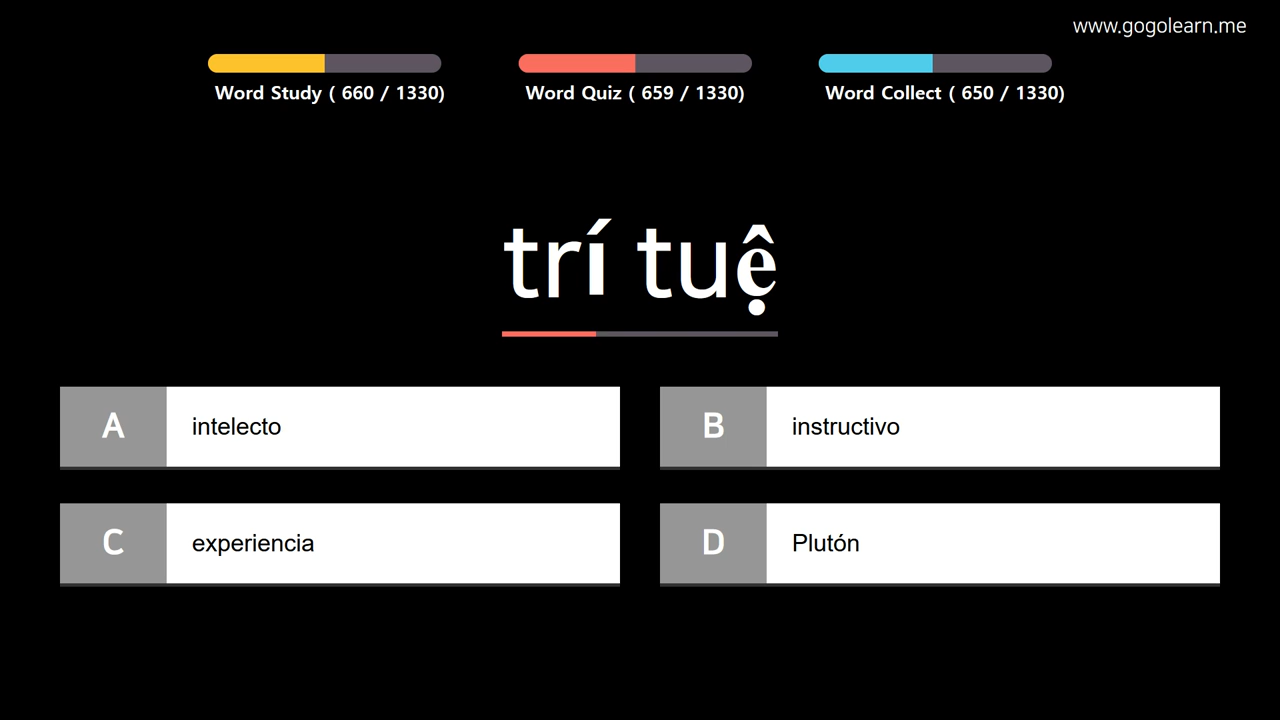 www.gogolearn.me
Word Study ( 660 / 1330)
Word Quiz ( 659 / 1330)
Word Collect ( 650 / 1330)
trí tuệ
A intelecto
B instructivo
C experiencia
D Plutón